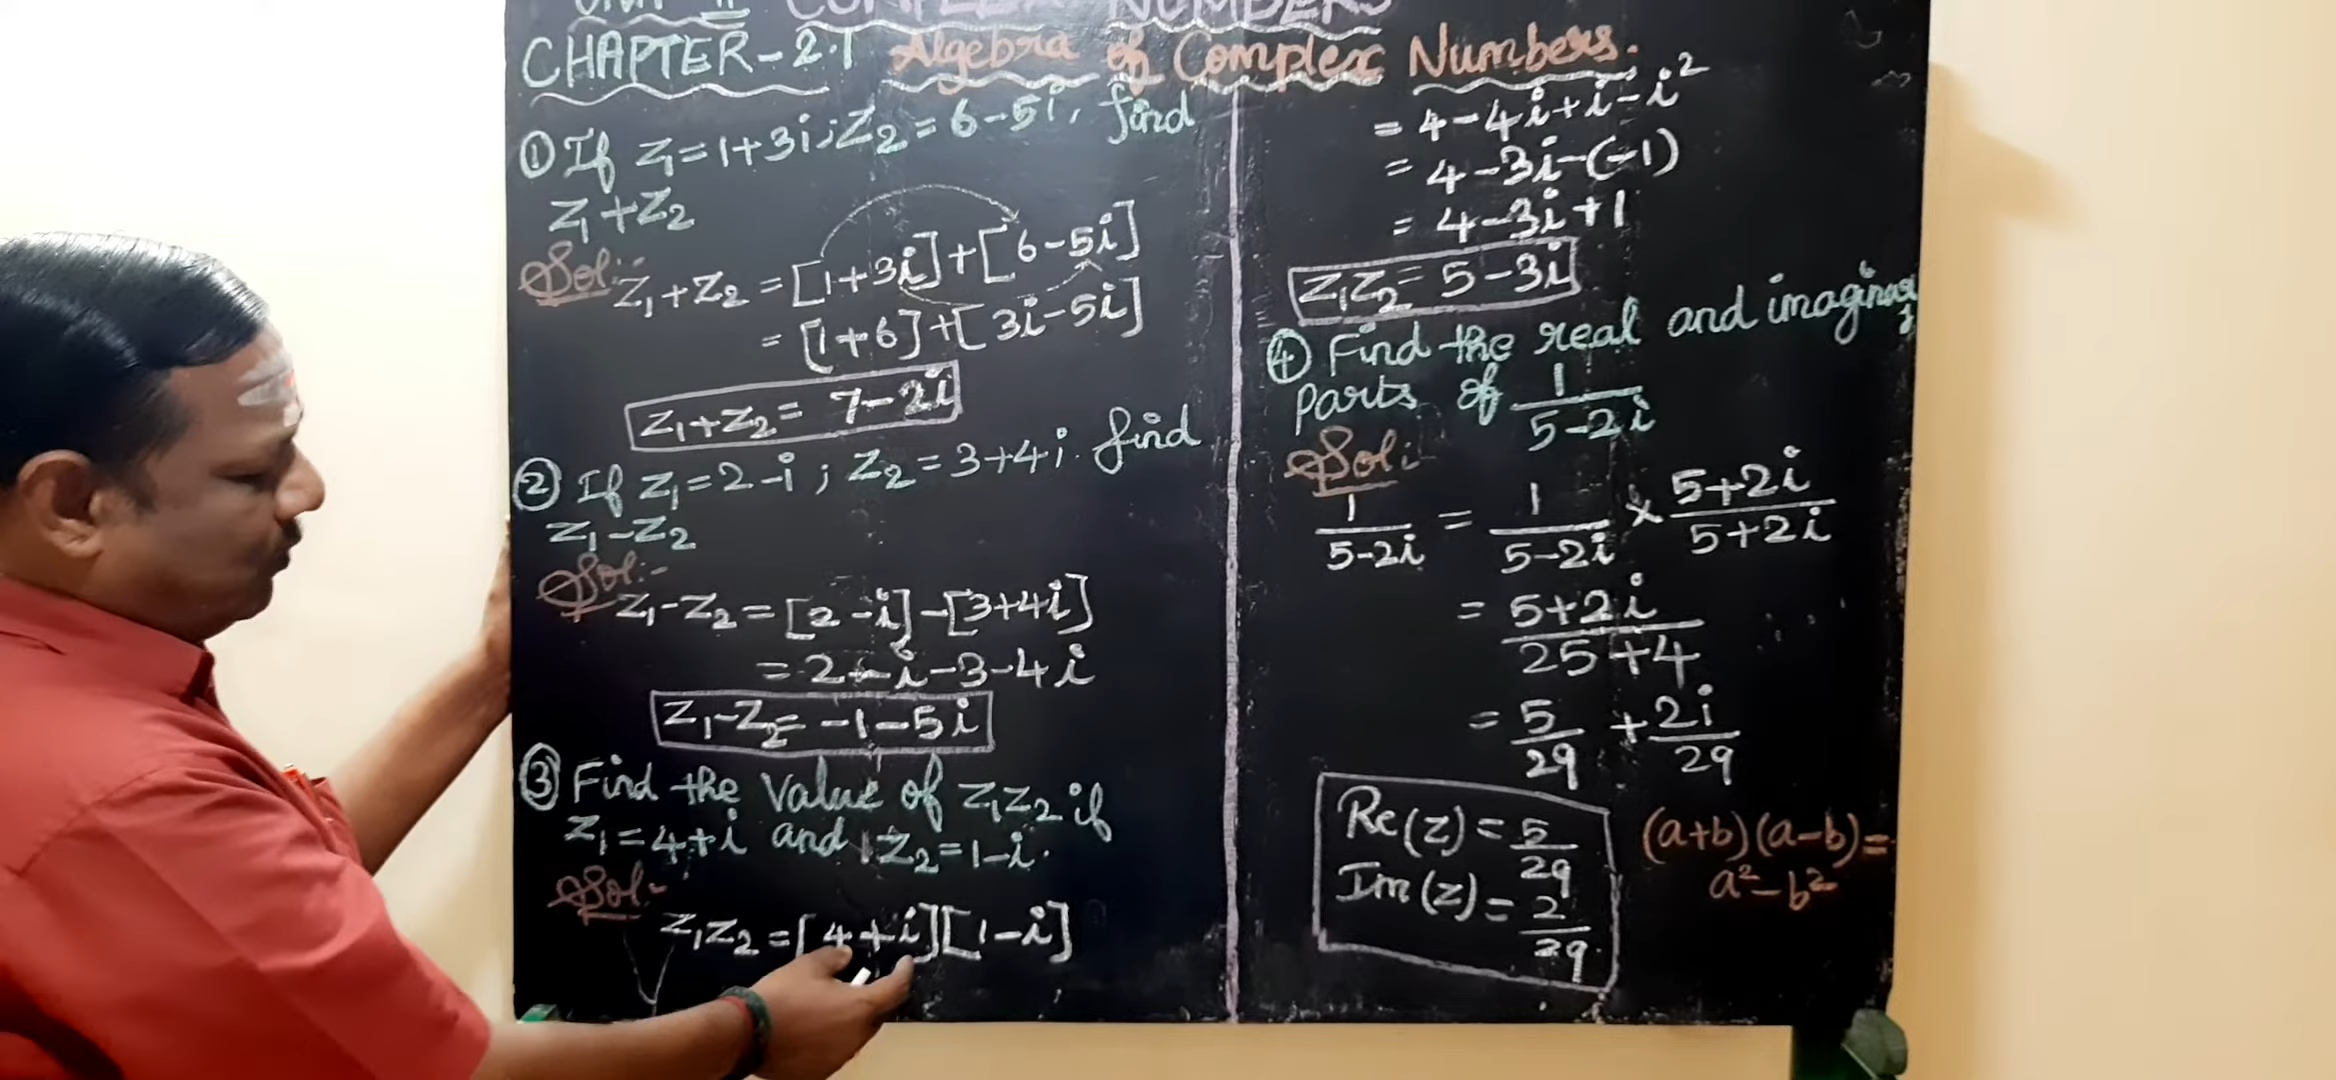 UNIT-II COMPLEX NUMBERS
CHAPTER-2.1 Algebra of Complex Numbers.
① If z₁=1+3i; z₂=6-5i, find
z₁+z₂
Sol:-
z₁+z₂ = [1+3i]+[6-5i]
= [1+6]+[3i-5i]
z₁+z₂ = 7-2i
② If z₁=2-i; z₂=3+4i. find
z₁-z₂
Sol:-
z₁-z₂ = [2-i]-[3+4i]
= 2-i-3-4i
z₁-z₂ = -1-5i
③ Find the Value of z₁z₂ if
z₁=4+i and z₂=1-i.
Sol:-
z₁z₂ = [4+i][1-i]
= 4-4i+i-i²
= 4-3i-(-1)
= 4-3i+1
z₁z₂ = 5-3i
④ Find the real and imaginary
parts of 1/(5-2i)
Sol:
1/(5-2i) = 1/(5-2i) × (5+2i)/(5+2i)
= (5+2i)/(25+4)
= 5/29 + 2i/29
Re(z) = 5/29
Im(z) = 2/29
(a+b)(a-b)=
a²-b²